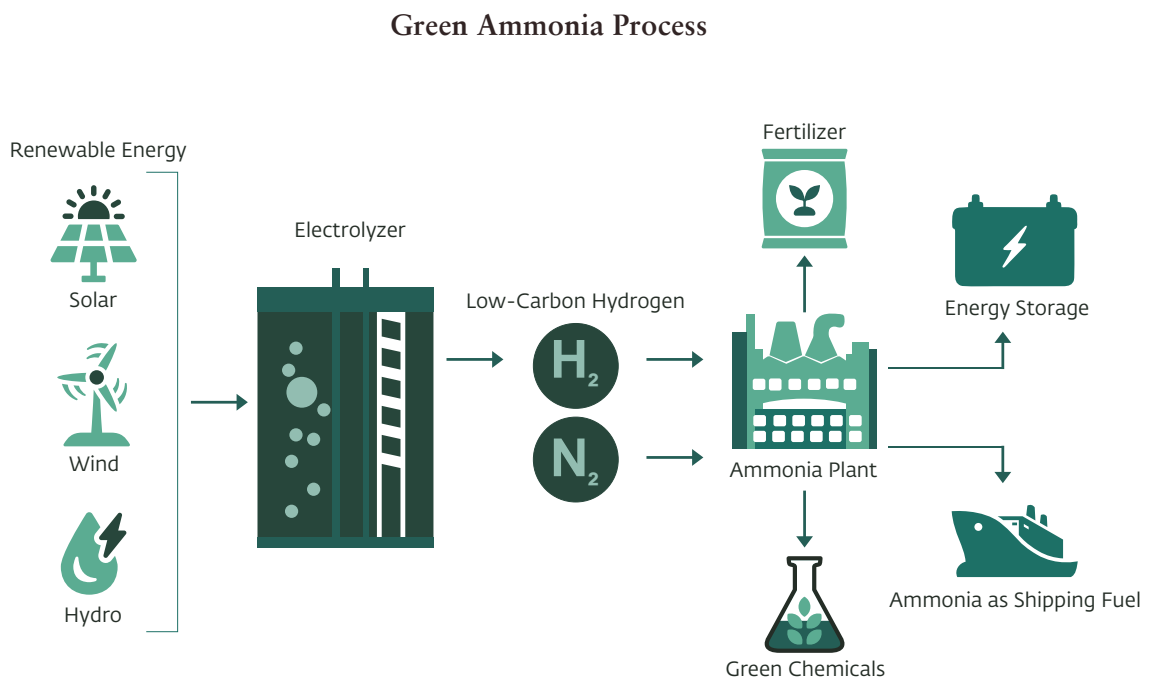 Green Ammonia Process
Renewable Energy
Solar
Wind
Hydro
Electrolyzer
Low-Carbon Hydrogen
H2
N2
Fertilizer
Ammonia Plant
Green Chemicals
Energy Storage
Ammonia as Shipping Fuel